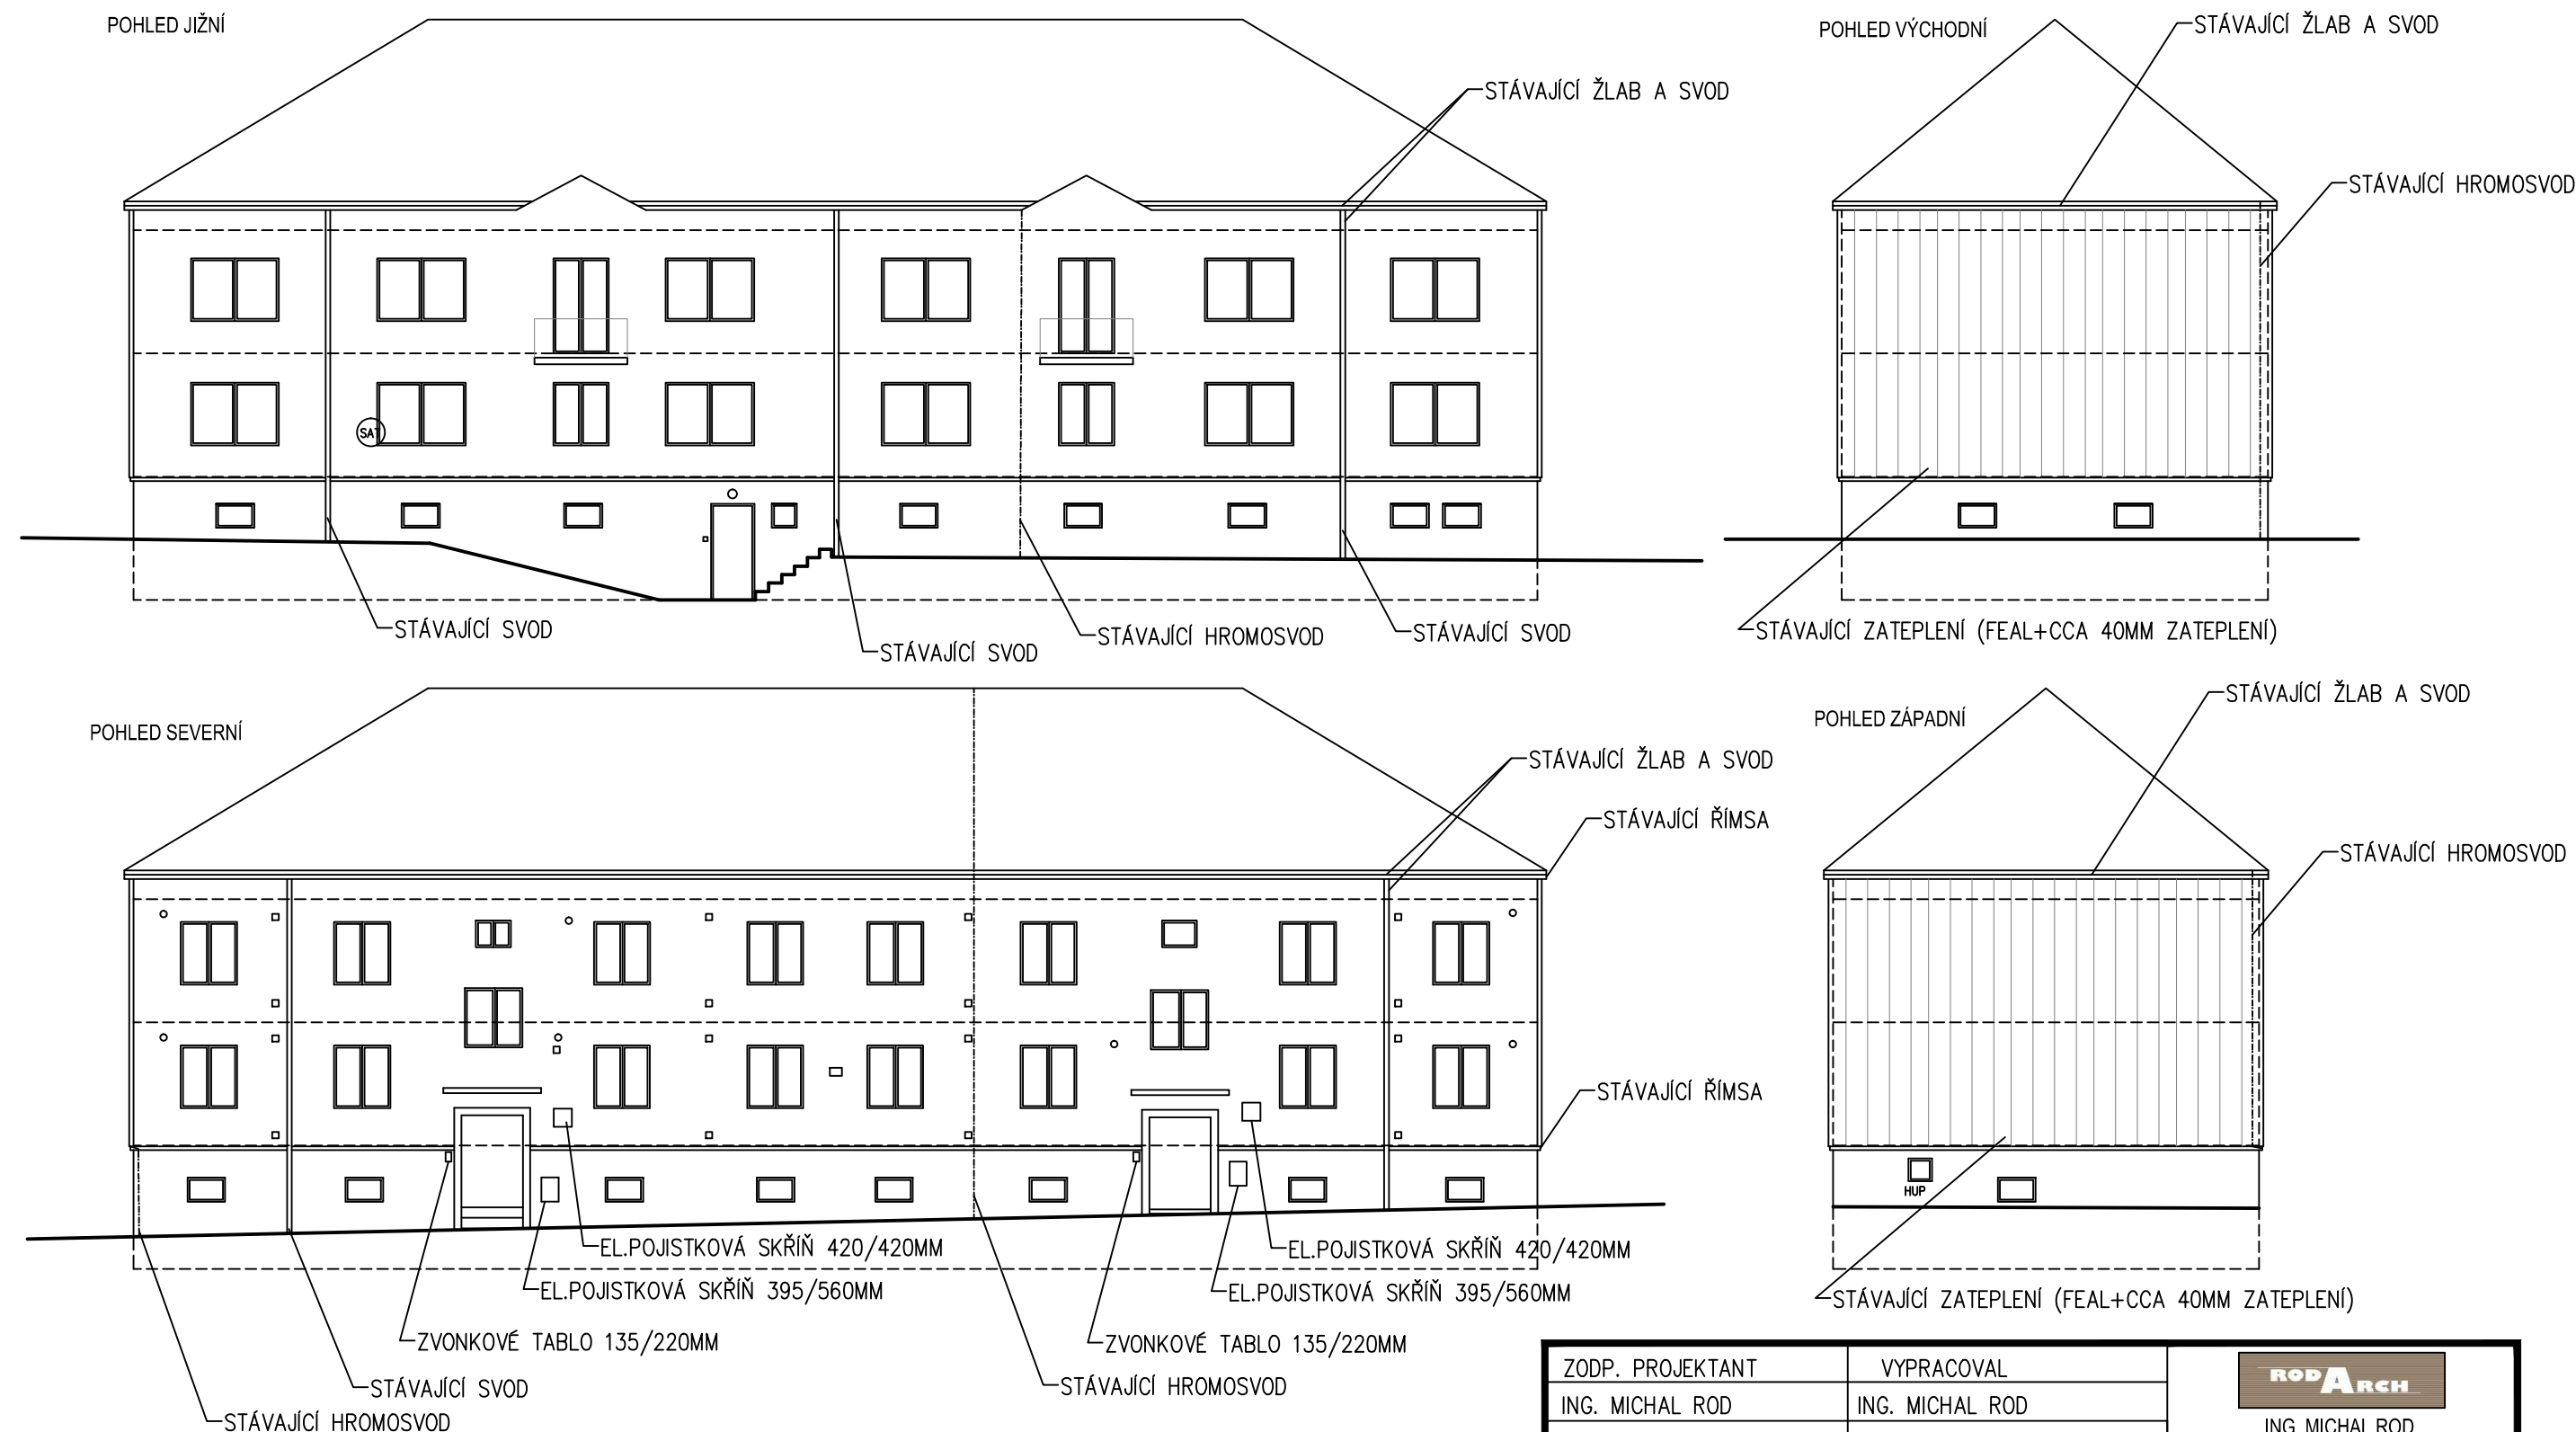 POHLED JIŽNÍ
STÁVAJÍCÍ ŽLAB A SVOD
SAT
STÁVAJÍCÍ SVOD
STÁVAJÍCÍ SVOD
STÁVAJÍCÍ HROMOSVOD
STÁVAJÍCÍ SVOD
POHLED VÝCHODNÍ
STÁVAJÍCÍ ŽLAB A SVOD
STÁVAJÍCÍ HROMOSVOD
STÁVAJÍCÍ ZATEPLENÍ (FEAL+CCA 40MM ZATEPLENÍ)
POHLED SEVERNÍ
STÁVAJÍCÍ ŽLAB A SVOD
STÁVAJÍCÍ ŘÍMSA
STÁVAJÍCÍ ŘÍMSA
EL.POJISTKOVÁ SKŘÍŇ 420/420MM
EL.POJISTKOVÁ SKŘÍŇ 395/560MM
ZVONKOVÉ TABLO 135/220MM
STÁVAJÍCÍ SVOD
STÁVAJÍCÍ HROMOSVOD
EL.POJISTKOVÁ SKŘÍŇ 420/420MM
EL.POJISTKOVÁ SKŘÍŇ 395/560MM
ZVONKOVÉ TABLO 135/220MM
STÁVAJÍCÍ HROMOSVOD
POHLED ZÁPADNÍ
STÁVAJÍCÍ ŽLAB A SVOD
STÁVAJÍCÍ HROMOSVOD
HUP
STÁVAJÍCÍ ZATEPLENÍ (FEAL+CCA 40MM ZATEPLENÍ)
ZODP. PROJEKTANT
VYPRACOVAL
ING. MICHAL ROD
ING. MICHAL ROD
RODARCH
ING. MICHAL ROD